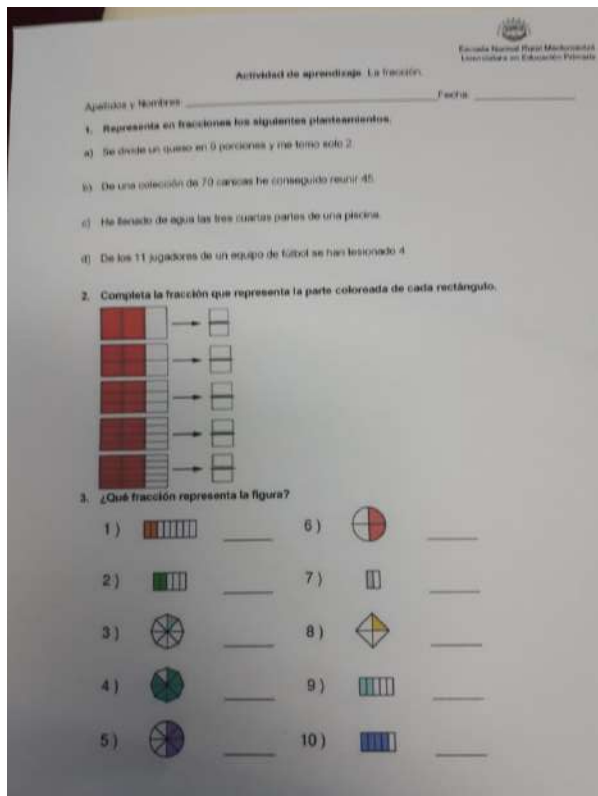 Escuela Normal Rural Mactumactzá
Licenciatura en Educación Primaria
Actividad de aprendizaje. La fracción.
Apellidos y Nombres Fecha
1. Representa en fracciones los siguientes planteamientos.
a) Se divide un queso en 9 porciones y me tomo solo 2.
b) De una colección de 70 canicas he conseguido reunir 45.
c) He llenado de agua las tres cuartas partes de una piscina.
d) De los 11 jugadores de un equipo de fútbol se han lesionado 4.
2. Completa la fracción que representa la parte coloreada de cada rectángulo.
3. ¿Qué fracción representa la figura?
1 ) 6 )
2 ) 7 )
3 ) 8 )
4 ) 9 )
5 ) 10 )